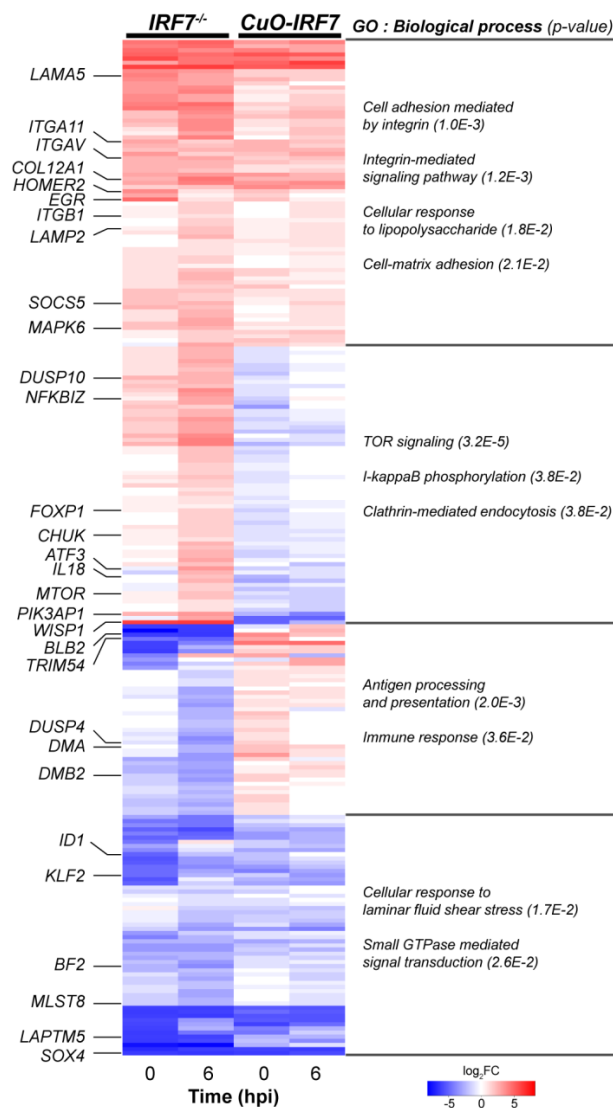 IRF7-/- CuO-IRF7 GO : Biological process (p-value)
LAMA5
ITGA11
ITGAV
COL12A1
HOMER2
EGR
ITGB1
LAMP2
SOCS5
MAPK6
Cell adhesion mediated
by integrin (1.0E-3)
Integrin-mediated
signaling pathway (1.2E-3)
Cellular response
to lipopolysaccharide (1.8E-2)
Cell-matrix adhesion (2.1E-2)
DUSP10
NFKBIZ
FOXP1
CHUK
ATF3
IL18
MTOR
PIK3AP1
TOR signaling (3.2E-5)
I-kappaB phosphorylation (3.8E-2)
Clathrin-mediated endocytosis (3.8E-2)
WISP1
BLB2
TRIM54
DUSP4
DMA
DMB2
Antigen processing
and presentation (2.0E-3)
Immune response (3.6E-2)
ID1
KLF2
BF2
MLST8
LAPTM5
SOX4
Cellular response to
laminar fluid shear stress (1.7E-2)
Small GTPase mediated
signal transduction (2.6E-2)
0 6 0 6
Time (hpi)
log2FC
-5 0 5